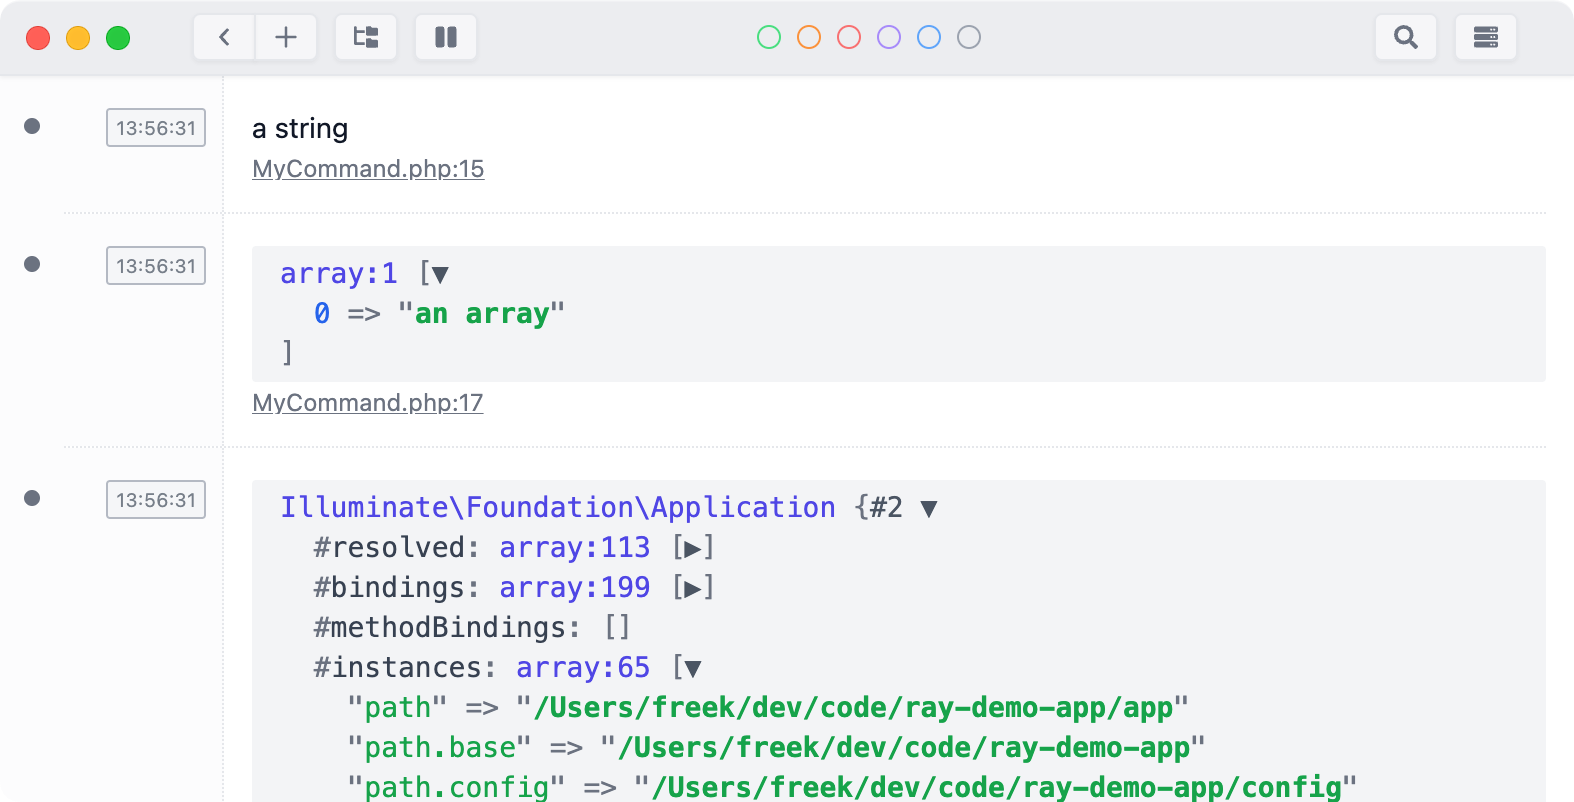 13:56:31
a string
MyCommand.php:15
13:56:31
array:1 [▼
0 => "an array"
]
MyCommand.php:17
13:56:31
Illuminate\Foundation\Application {#2 ▼
#resolved: array:113 [▶]
#bindings: array:199 [▶]
#methodBindings: []
#instances: array:65 [▼
"path" => "/Users/freek/dev/code/ray-demo-app/app"
"path.base" => "/Users/freek/dev/code/ray-demo-app"
"path.config" => "/Users/freek/dev/code/ray-demo-app/config"